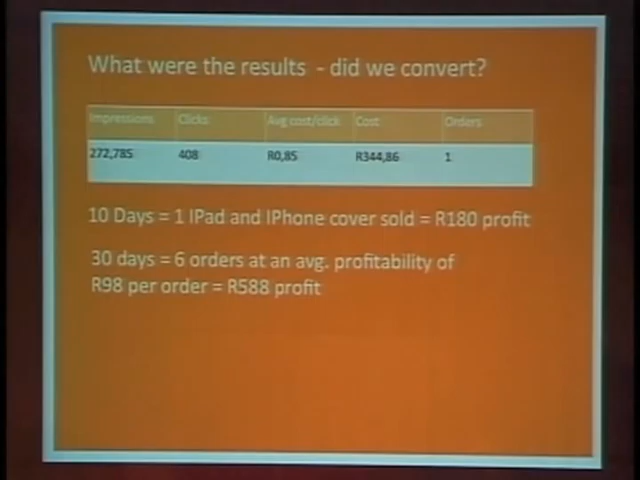 What were the results - did we convert?
Impressions Clicks Avg cost/click Cost Orders
272,785 408 R0,85 R344,86 1
10 Days = 1 IPad and IPhone cover sold = R180 profit
30 days = 6 orders at an avg. profitability of
R98 per order = R588 profit